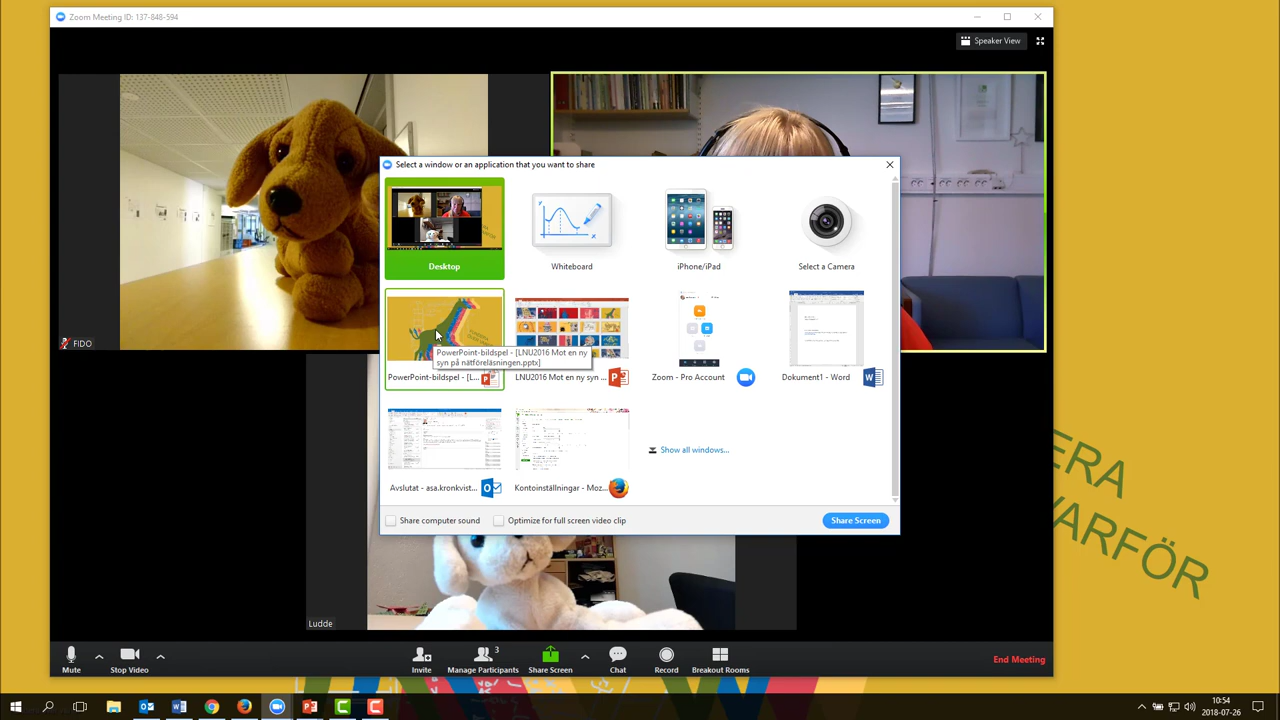 Zoom Meeting ID: 137-848-594
Speaker View
Select a window or an application that you want to share
Desktop
Whiteboard
iPhone/iPad
Select a Camera
PowerPoint-bildspel - [LNU2016 Mot en ny
syn på nätföreläsningen.pptx]
PowerPoint-bildspel - [L...
LNU2016 Mot en ny syn ...
Zoom - Pro Account
Dokument1 - Word
Show all windows...
Avslutat - asa.kronkvist...
Kontoinställningar - Moz...
Share computer sound
Optimize for full screen video clip
Share Screen
FIDO
ERA
VARFÖR
Ludde
Mute
Stop Video
Invite
3
Manage Participants
Share Screen
Chat
Record
Breakout Rooms
End Meeting
10:54
2018-07-26